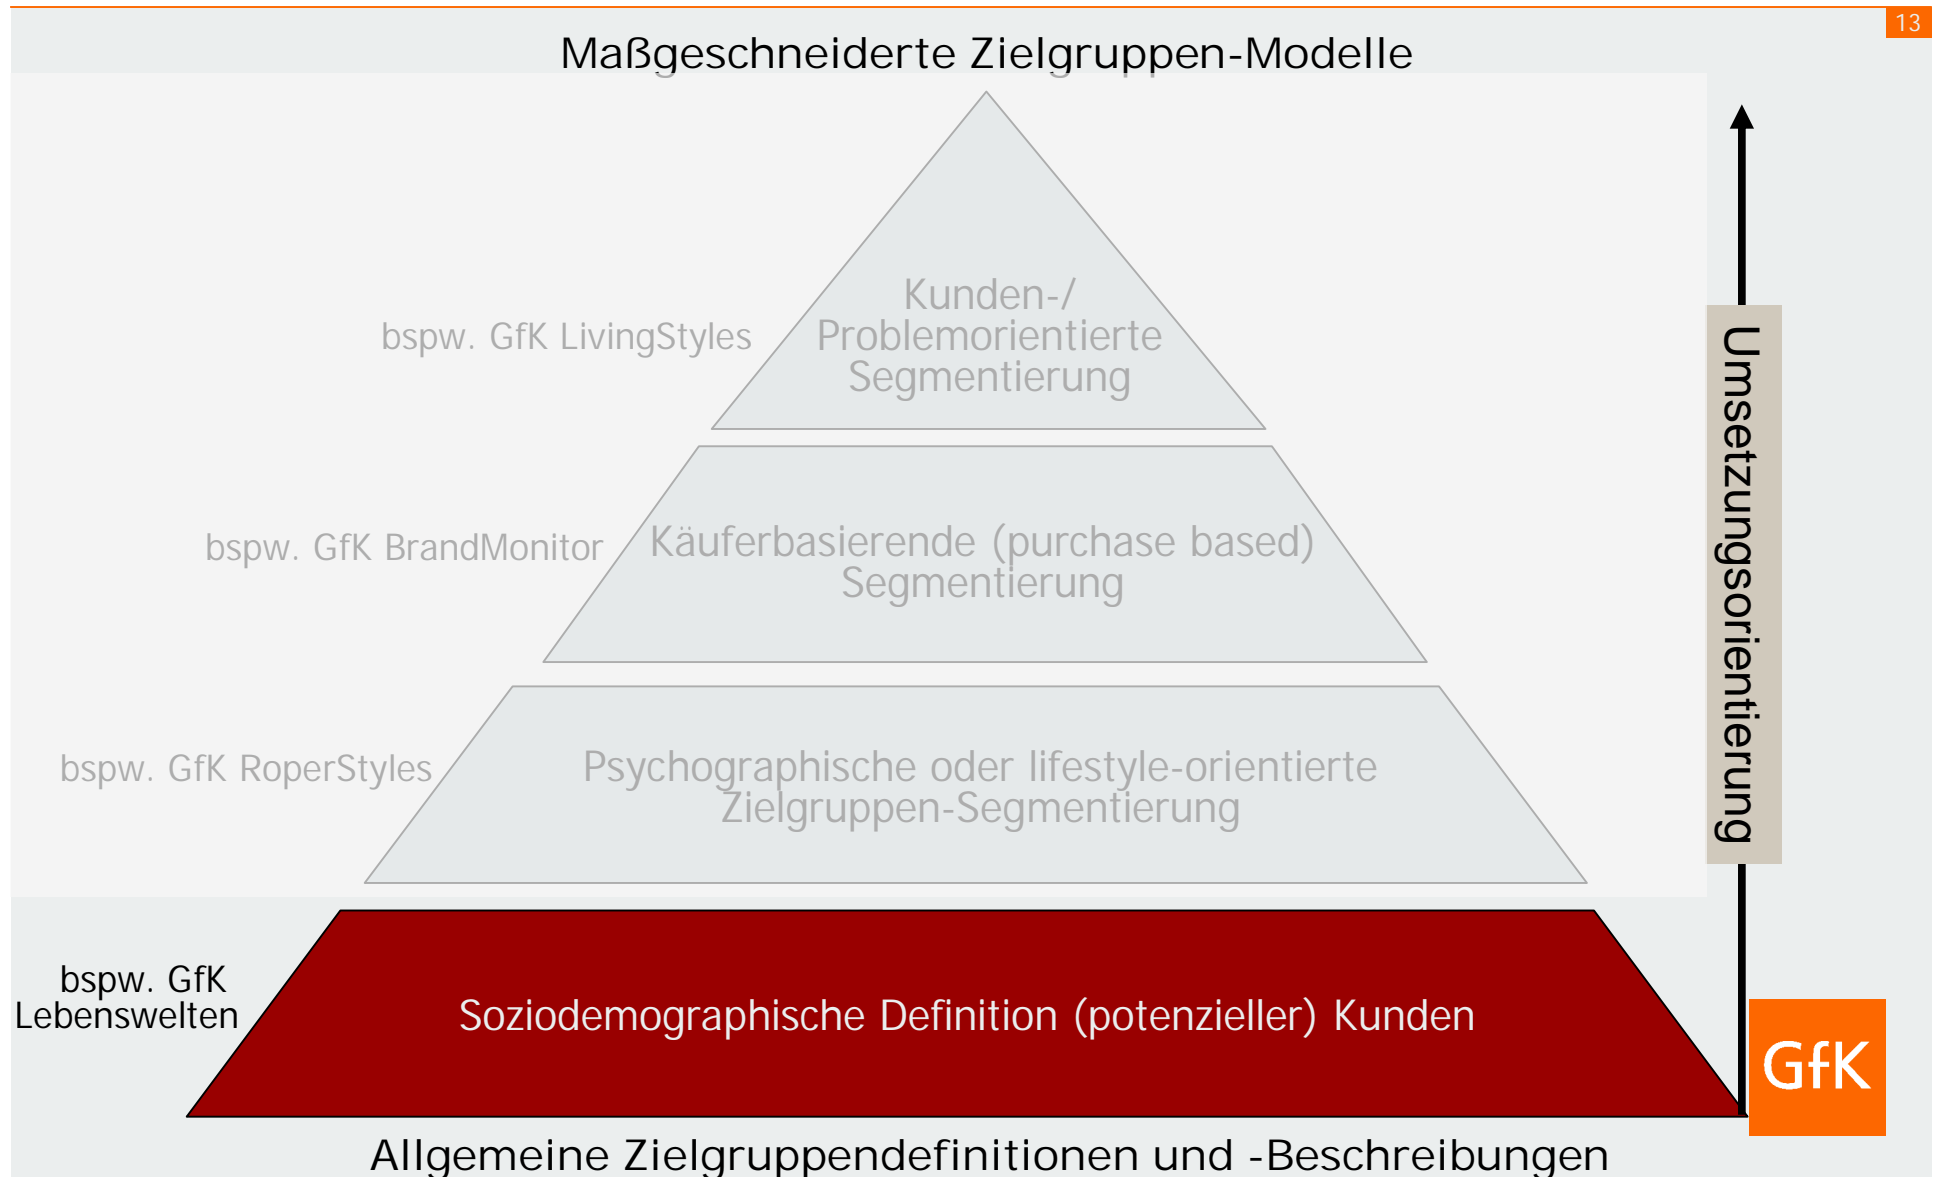 13
Maßgeschneiderte Zielgruppen-Modelle
bspw. GfK LivingStyles
Kunden-/
Problemorientierte
Segmentierung
bspw. GfK BrandMonitor
Käuferbasierende (purchase based)
Segmentierung
bspw. GfK RoperStyles
Psychographische oder lifestyle-orientierte
Zielgruppen-Segmentierung
bspw. GfK
Lebenswelten
Soziodemographische Definition (potenzieller) Kunden
Umsetzungsorientierung
GfK
Allgemeine Zielgruppendefinitionen und -Beschreibungen